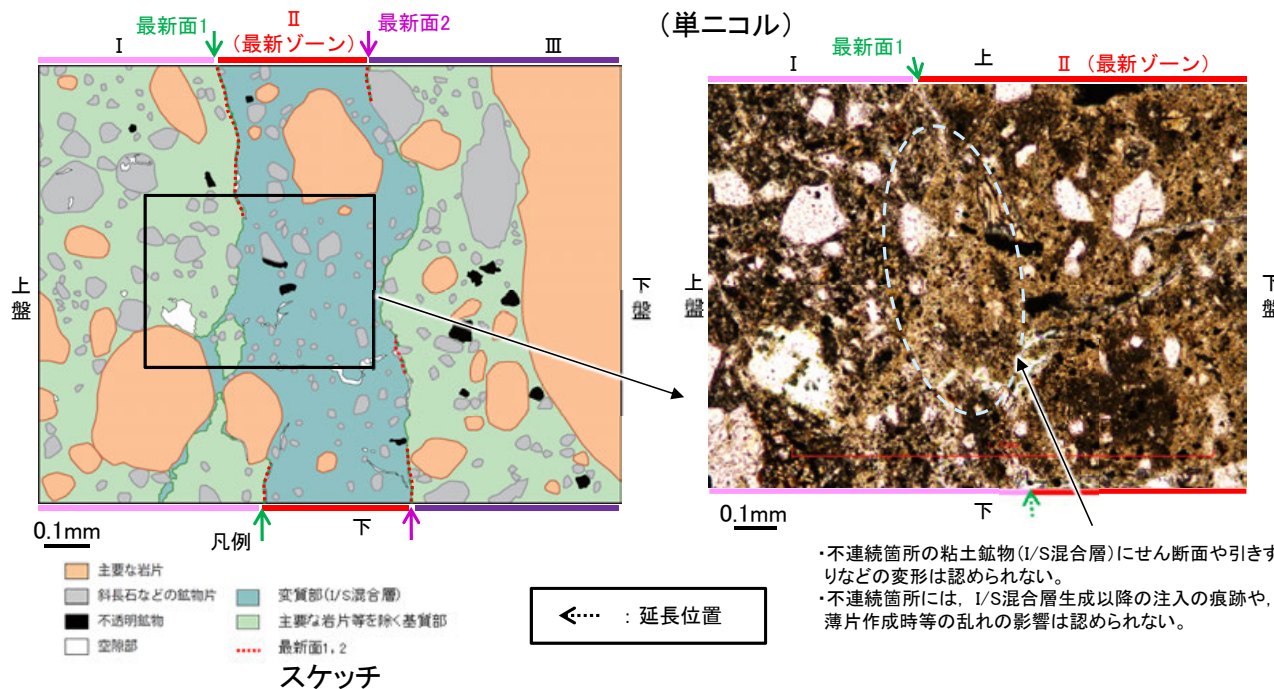 (単ニコル)
最新面1
Ⅱ
(最新ゾーン)
最新面2
Ⅰ
Ⅲ
上盤
下盤
0.1mm
凡例
下
主要な岩片
斜長石などの鉱物片
不透明鉱物
空隙部
変質部(I/S混合層)
主要な岩片等を除く基質部
最新面1, 2
スケッチ
最新面1
Ⅰ
上
Ⅱ (最新ゾーン)
上盤
下盤
下
0.1mm
:延長位置
・不連続箇所の粘土鉱物(I/S混合層)にせん断面や引きず
りなどの変形は認められない。
・不連続箇所には, I/S混合層生成以降の注入の痕跡や,
薄片作成時等の乱れの影響は認められない。